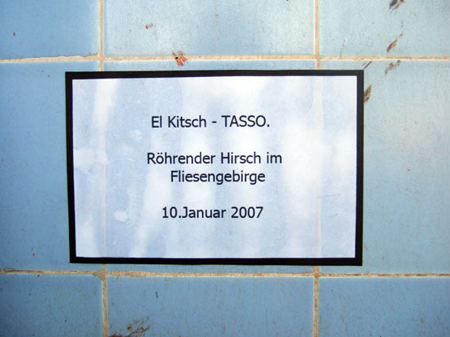 El Kitsch - TASSO.
Röhrender Hirsch im
Fliesengebirge
10.Januar 2007